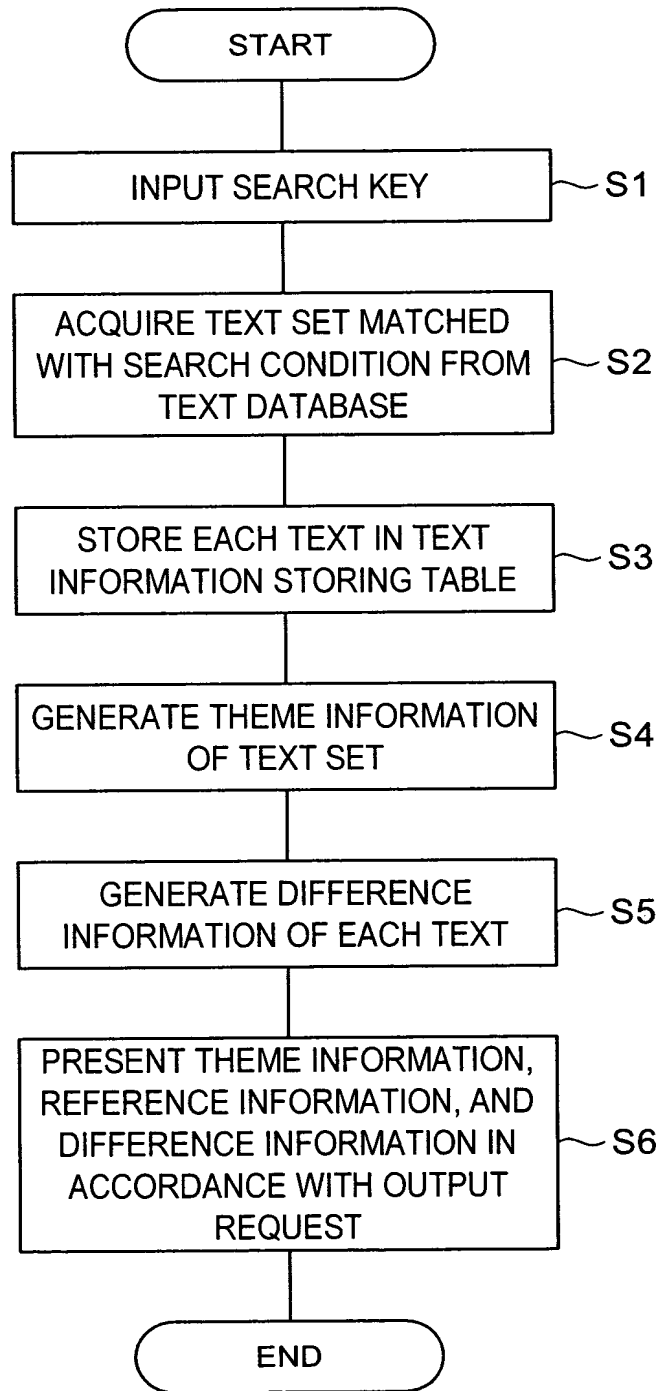 START
INPUT SEARCH KEY
S1
ACQUIRE TEXT SET MATCHED
WITH SEARCH CONDITION FROM
TEXT DATABASE
S2
STORE EACH TEXT IN TEXT
INFORMATION STORING TABLE
S3
GENERATE THEME INFORMATION
OF TEXT SET
S4
GENERATE DIFFERENCE
INFORMATION OF EACH TEXT
S5
PRESENT THEME INFORMATION,
REFERENCE INFORMATION, AND
DIFFERENCE INFORMATION IN
ACCORDANCE WITH OUTPUT
REQUEST
S6
END